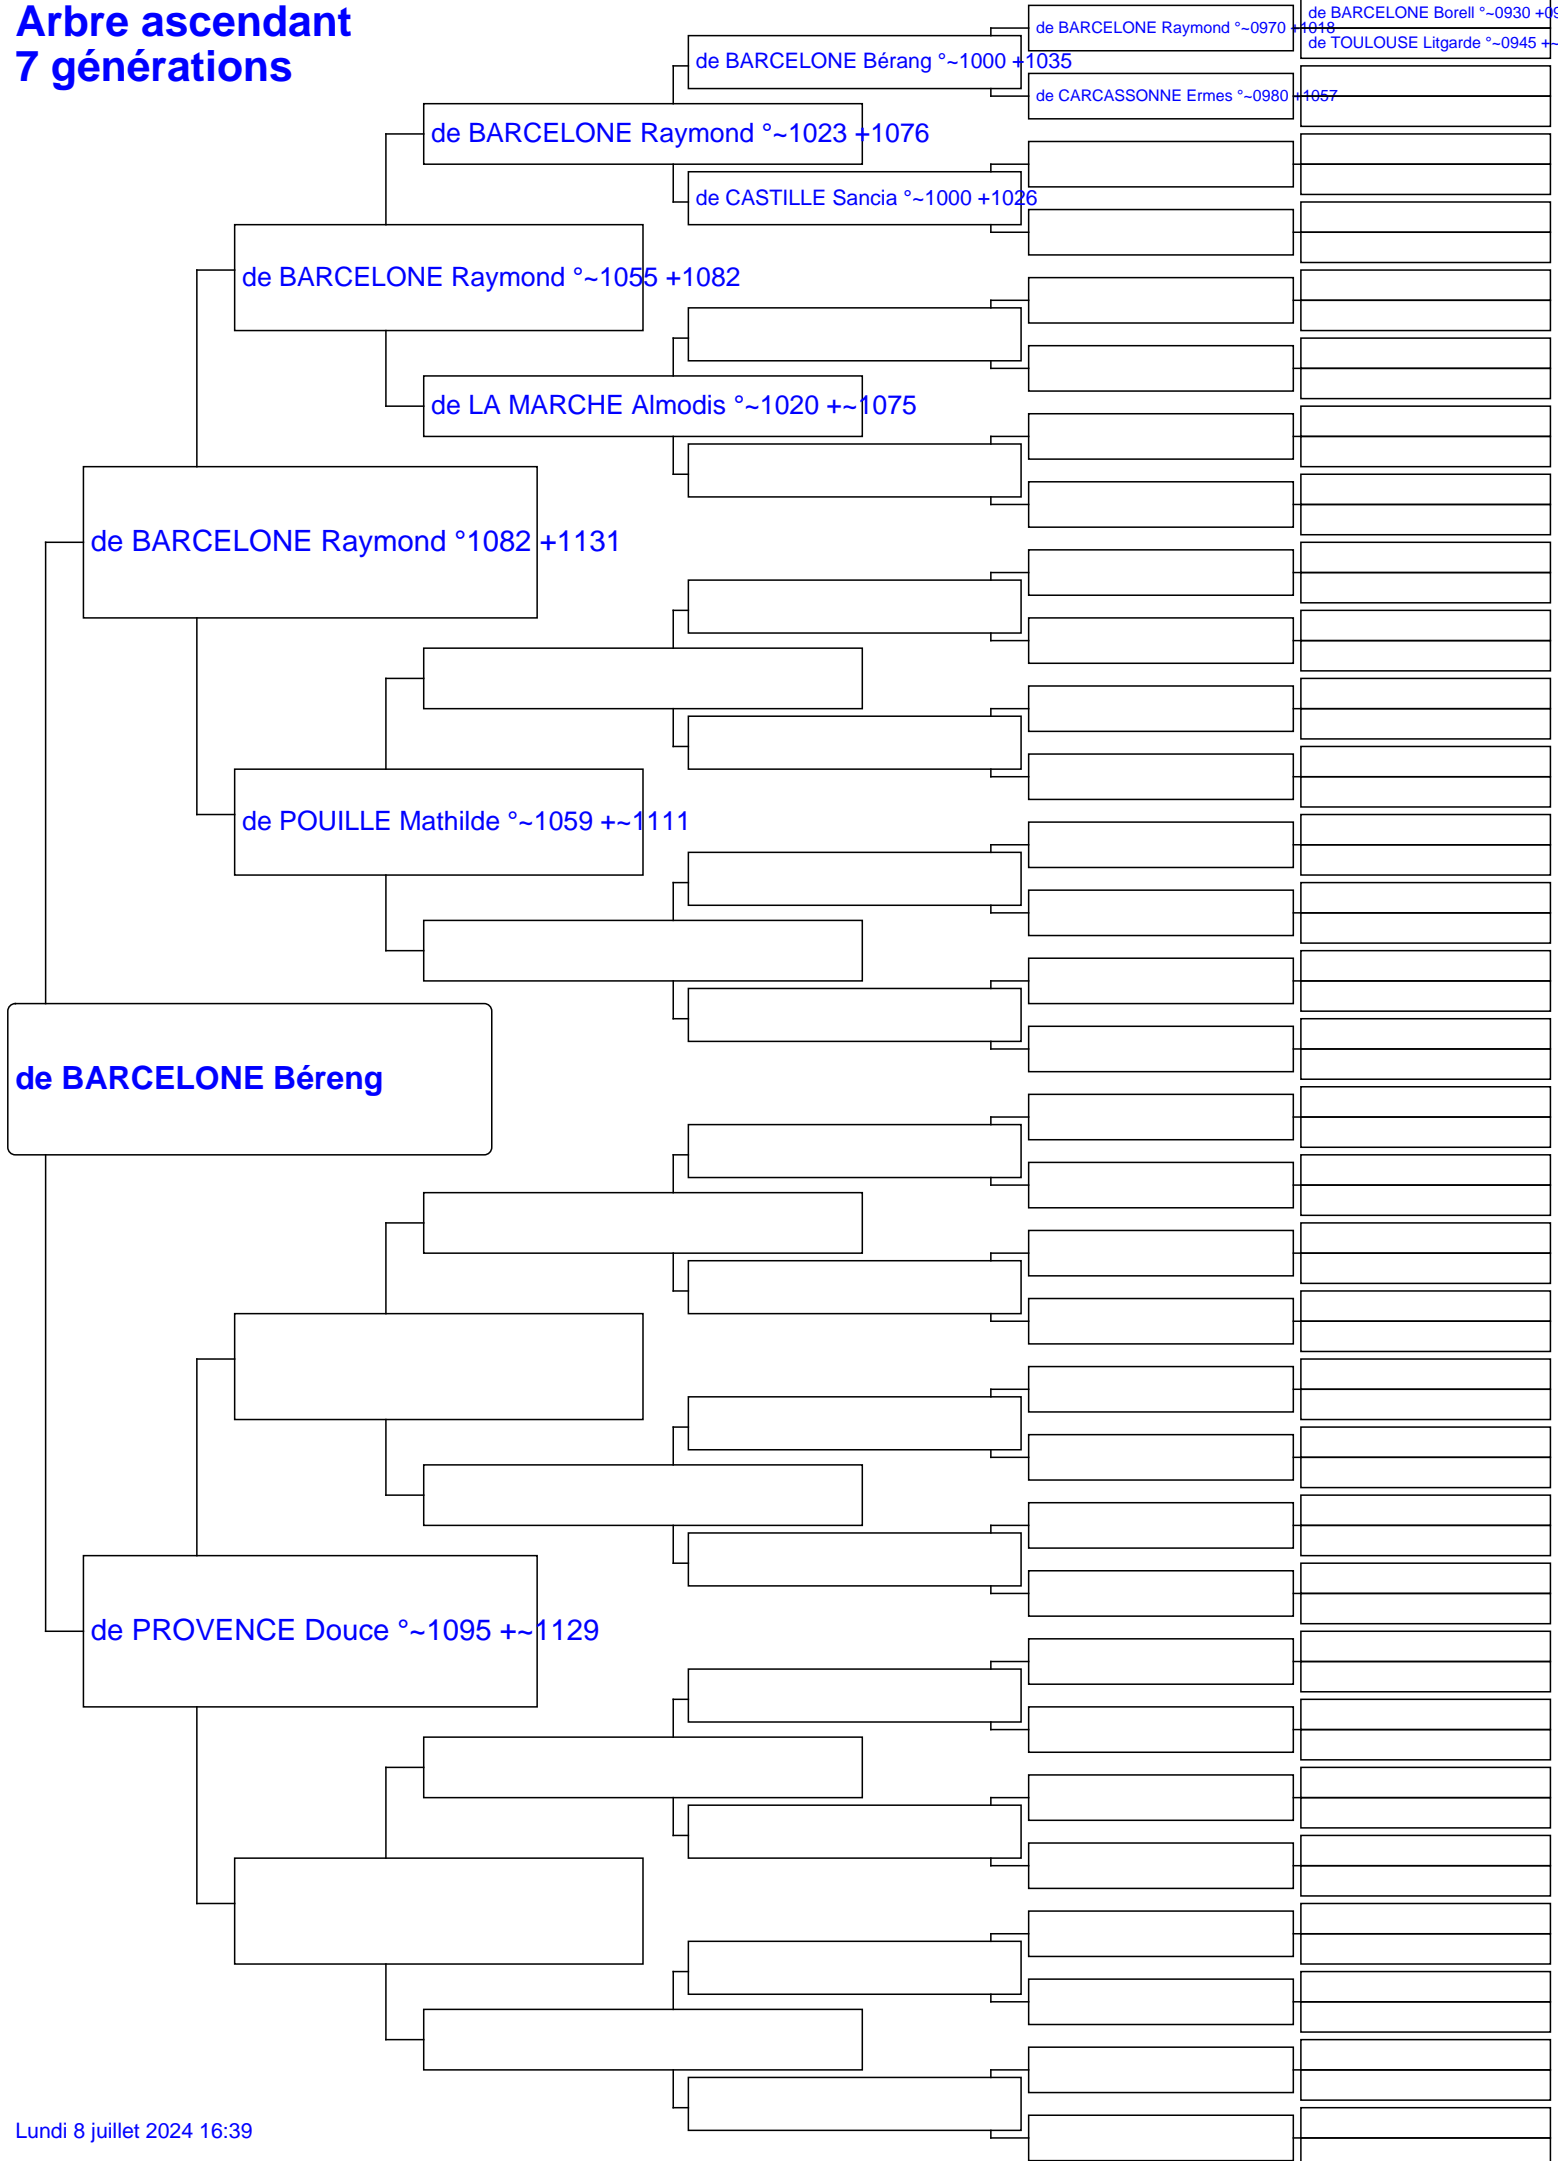 Arbre ascendant
7 générations
de BARCELONE Borell °~0930 +09
de BARCELONE Raymond °~0970 +1018
de TOULOUSE Litgarde °~0945 +~
de BARCELONE Bérang °~1000 +1035
de CARCASSONNE Ermes °~0980 +1057
de BARCELONE Raymond °~1023 +1076
de CASTILLE Sancia °~1000 +1026
de BARCELONE Raymond °~1055 +1082
de LA MARCHE Almodis °~1020 +~1075
de BARCELONE Raymond °1082 +1131
de POUILLE Mathilde °~1059 +~1111
de BARCELONE Béreng
de PROVENCE Douce °~1095 +~1129
Lundi 8 juillet 2024 16:39